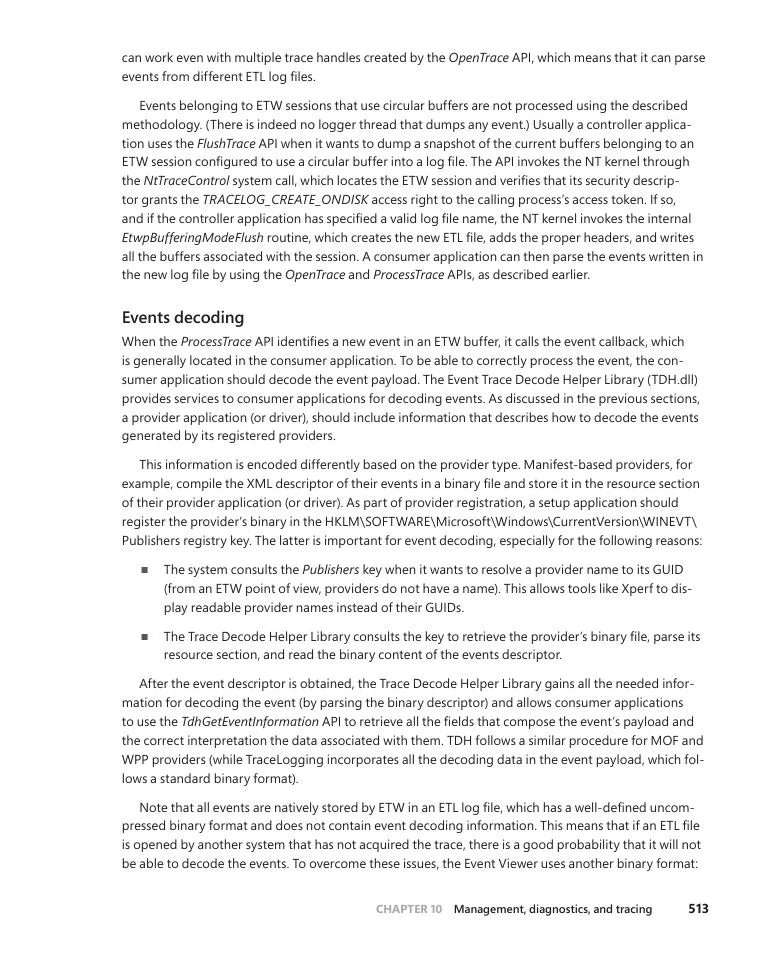 can work even with multiple trace handles created by the OpenTrace API, which means that it can parse
events from different ETL log files.
Events belonging to ETW sessions that use circular buffers are not processed using the described
methodology. (There is indeed no logger thread that dumps any event.) Usually a controller applica-
tion uses the FlushTrace API when it wants to dump a snapshot of the current buffers belonging to an
ETW session configured to use a circular buffer into a log file. The API invokes the NT kernel through
the NtTraceControl system call, which locates the ETW session and verifies that its security descrip-
tor grants the TRACELOG_CREATE_ONDISK access right to the calling process’s access token. If so,
and if the controller application has specified a valid log file name, the NT kernel invokes the internal
EtwpBufferingModeFlush routine, which creates the new ETL file, adds the proper headers, and writes
all the buffers associated with the session. A consumer application can then parse the events written in
the new log file by using the OpenTrace and ProcessTrace APIs, as described earlier.
Events decoding
When the ProcessTrace API identifies a new event in an ETW buffer, it calls the event callback, which
is generally located in the consumer application. To be able to correctly process the event, the con-
sumer application should decode the event payload. The Event Trace Decode Helper Library (TDH.dll)
provides services to consumer applications for decoding events. As discussed in the previous sections,
a provider application (or driver), should include information that describes how to decode the events
generated by its registered providers.
This information is encoded differently based on the provider type. Manifest-based providers, for
example, compile the XML descriptor of their events in a binary file and store it in the resource section
of their provider application (or driver). As part of provider registration, a setup application should
register the provider’s binary in the HKLM\SOFTWARE\Microsoft\Windows\CurrentVersion\WINEVT\
Publishers registry key. The latter is important for event decoding, especially for the following reasons:
■ The system consults the Publishers key when it wants to resolve a provider name to its GUID
(from an ETW point of view, providers do not have a name). This allows tools like Xperf to dis-
play readable provider names instead of their GUIDs.
■ The Trace Decode Helper Library consults the key to retrieve the provider’s binary file, parse its
resource section, and read the binary content of the events descriptor.
After the event descriptor is obtained, the Trace Decode Helper Library gains all the needed infor-
mation for decoding the event (by parsing the binary descriptor) and allows consumer applications
to use the TdhGetEventInformation API to retrieve all the fields that compose the event’s payload and
the correct interpretation the data associated with them. TDH follows a similar procedure for MOF and
WPP providers (while TraceLogging incorporates all the decoding data in the event payload, which fol-
lows a standard binary format).
Note that all events are natively stored by ETW in an ETL log file, which has a well-defined uncom-
pressed binary format and does not contain event decoding information. This means that if an ETL file
is opened by another system that has not acquired the trace, there is a good probability that it will not
be able to decode the events. To overcome these issues, the Event Viewer uses another binary format:
CHAPTER 10 Management, diagnostics, and tracing 513